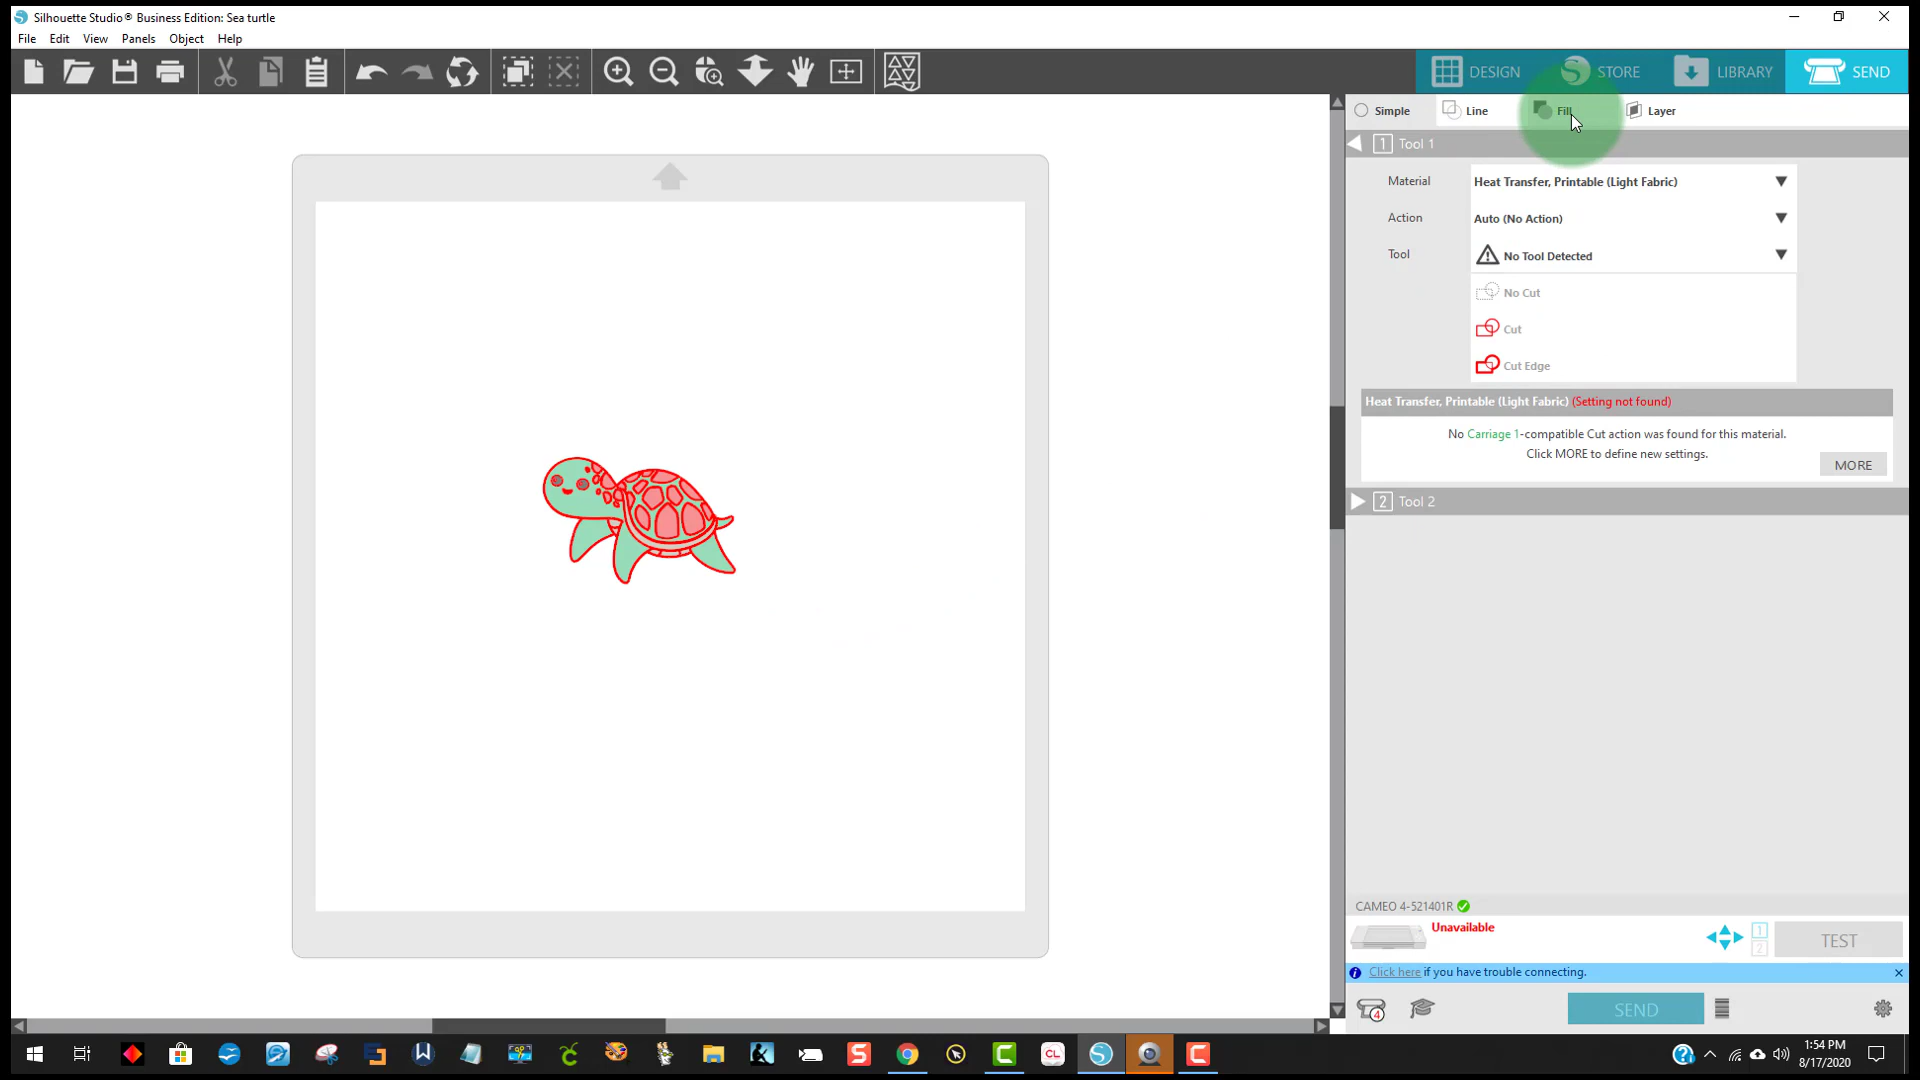 Silhouette Studio® Business Edition: Sea turtle
File Edit View Panels Object Help
DESIGN STORE LIBRARY SEND
Simple Line Fill Layer
1 Tool 1
Material Heat Transfer, Printable (Light Fabric)
Action Auto (No Action)
Tool No Tool Detected
No Cut
Cut
Cut Edge
Heat Transfer, Printable (Light Fabric) (Setting not found)
No Carriage 1-compatible Cut action was found for this material.
Click MORE to define new settings.
MORE
2 Tool 2
CAMEO 4-521401R
Unavailable
1
2
TEST
Click here if you have trouble connecting.
4
SEND
1:54 PM
8/17/2020